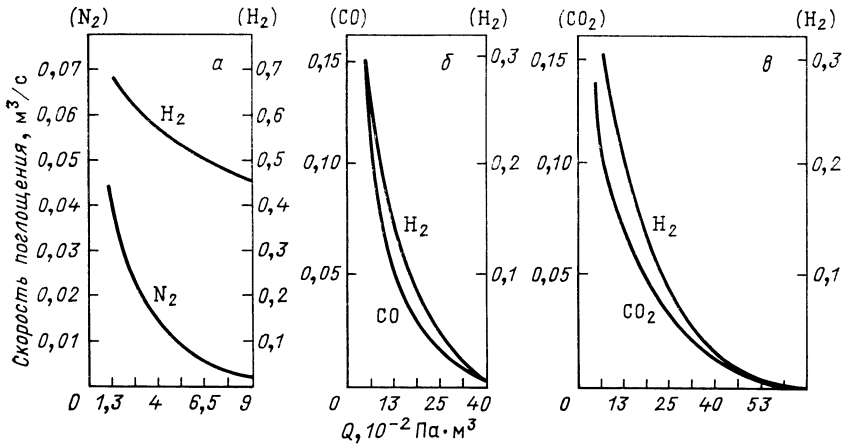 (N₂) (H₂) (CO) (H₂) (CO₂) (H₂)
а б в
Скорость поглощения, м³/с
0,07 0,7 0,15 0,3 0,15 0,3
0,06 0,6
0,05 0,5 0,10 0,2 0,10 0,2
0,04 0,4
0,03 0,3 0,05 0,1 0,05 0,1
0,02 0,2
0,01 0,1
H₂
N₂
H₂
CO
H₂
CO₂
0 1,3 4 6,5 9 0 13 25 40 0 13 25 40 53
Q, 10⁻² Па·м³